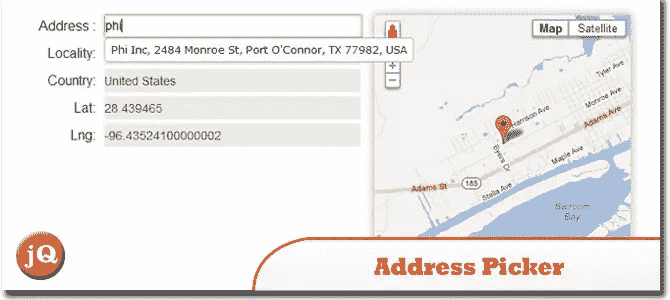 Address : phi
Phi Inc, 2484 Monroe St, Port O'Connor, TX 77982, USA
Locality:
Country: United States
Lat: 28.439465
Lng: -96.43524100000002
Map Satellite
Tyler Ave
Monroe Ave
Harrison Ave
Adams Ave
Byers Dr
Maple Ave
Adams St 185
Stella Ave
Barroom
Bay
jQ
Address Picker